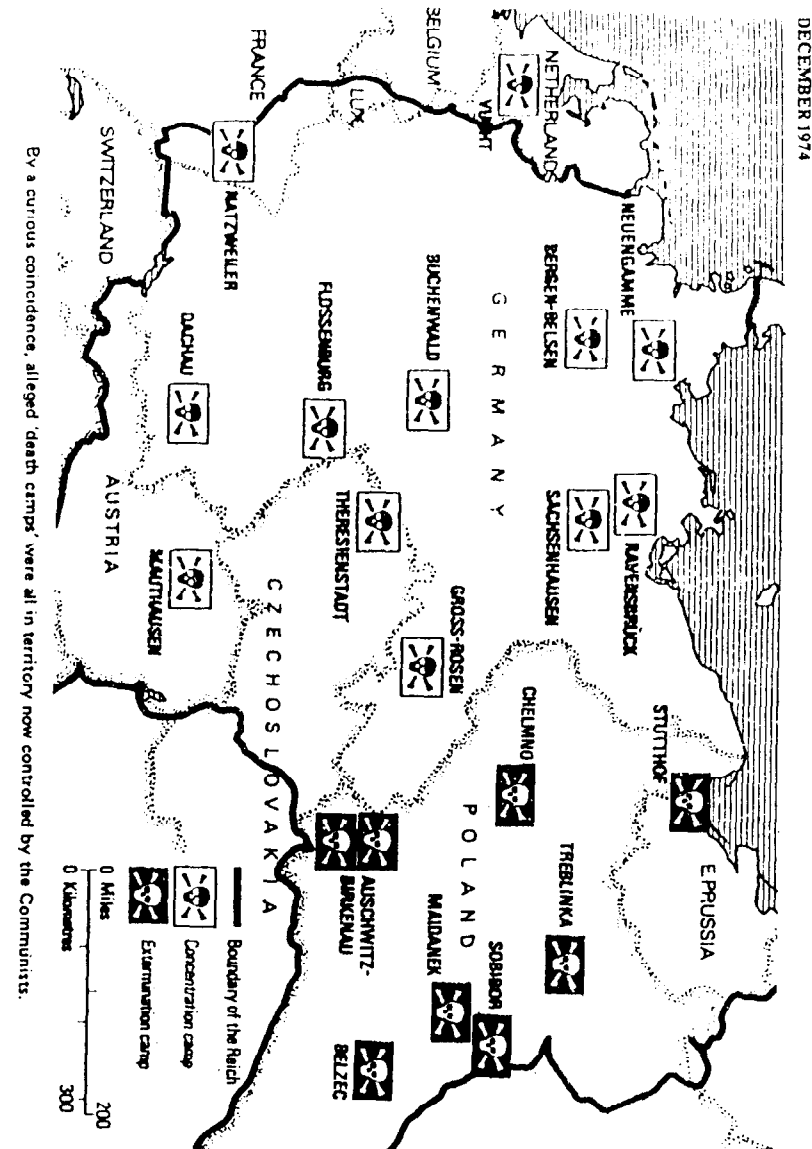 DECEMBER 1974
NETHERLANDS
VUGHT
BELGIUM
LUX.
FRANCE
NEUENGAMME
BERGEN-BELSEN
GERMANY
BUCHENWALD
FLOSSENBURG
NATZWEILER
DACHAU
SWITZERLAND
RAVENSBRÜCK
SACHSENHAUSEN
THERESIENSTADT
GROSS-ROSEN
MAUTHAUSEN
AUSTRIA
CZECHOSLOVAKIA
STUTTHOF
E.PRUSSIA
CHELMNO
TREBLINKA
POLAND
SOBIBOR
MAIDANEK
AUSCHWITZ-
BIRKENAU
BELZEC
Boundary of the Reich
Concentration camp
Extermination camp
0 Miles 200
0 Kilometres 300
By a curious coincidence, alleged 'death camps' were all in territory now controlled by the Communists.